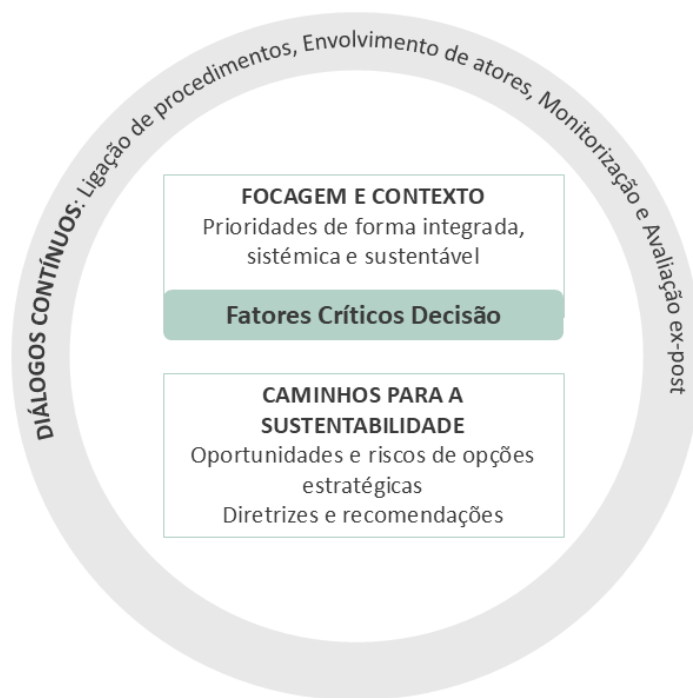 DIÁLOGOS CONTÍNUOS: Ligação de procedimentos, Envolvimento de atores, Monitorização e Avaliação ex-post
FOCAGEM E CONTEXTO
Prioridades de forma integrada,
sistémica e sustentável
Fatores Críticos Decisão
CAMINHOS PARA A
SUSTENTABILIDADE
Oportunidades e riscos de opções
estratégicas
Diretrizes e recomendações